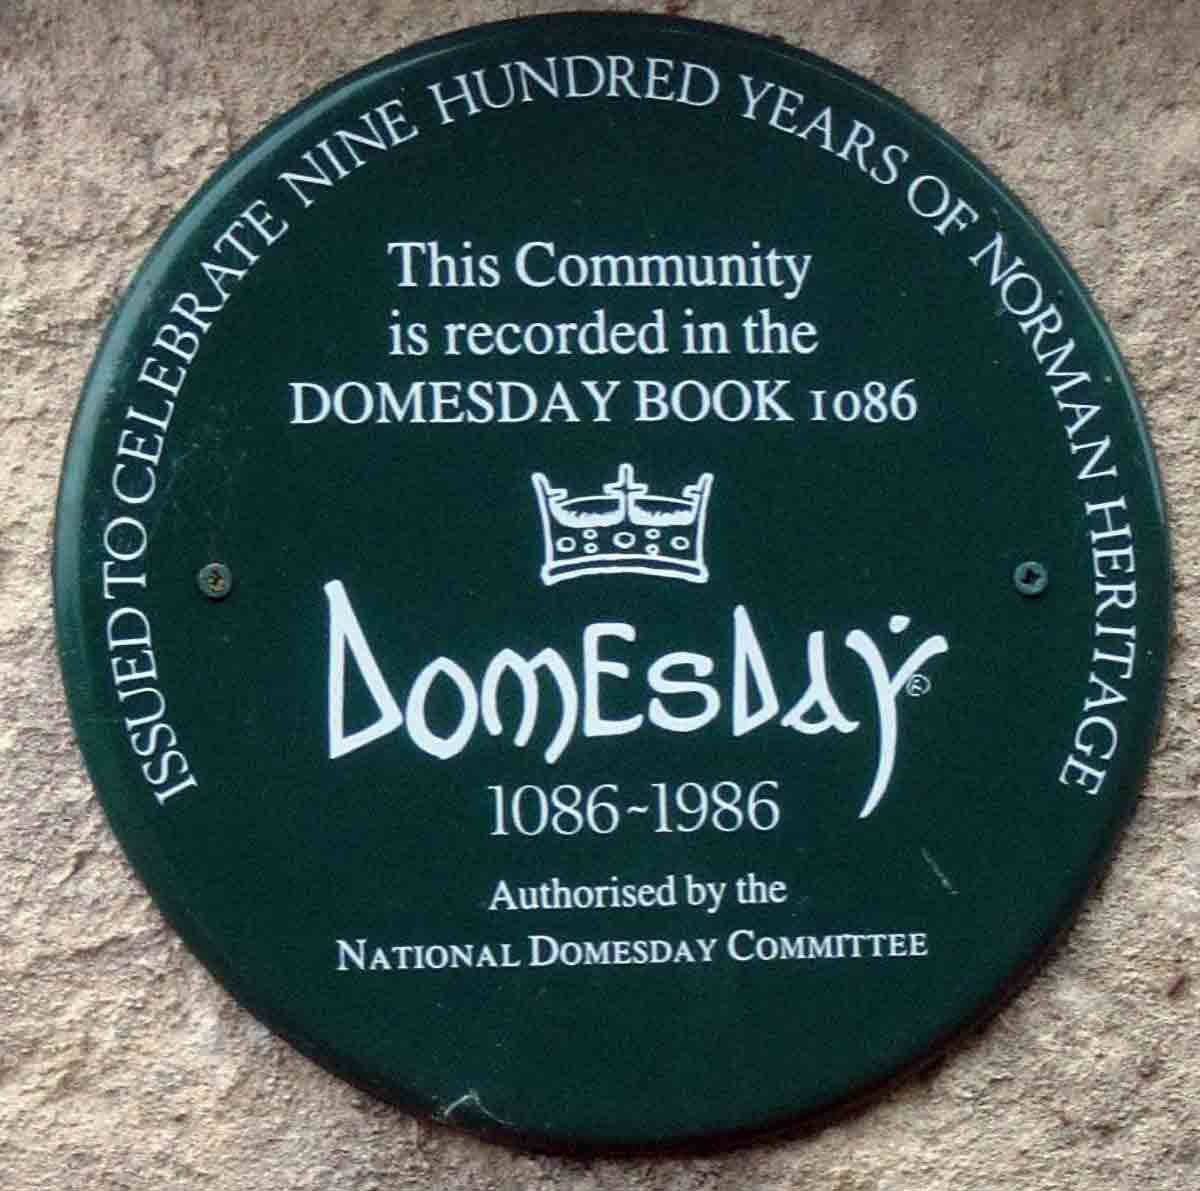 ISSUED TO CELEBRATE NINE HUNDRED YEARS OF NORMAN HERITAGE
This Community
is recorded in the
DOMESDAY BOOK 1086
DOMESDAY ®
1086~1986
Authorised by the
NATIONAL DOMESDAY COMMITTEE